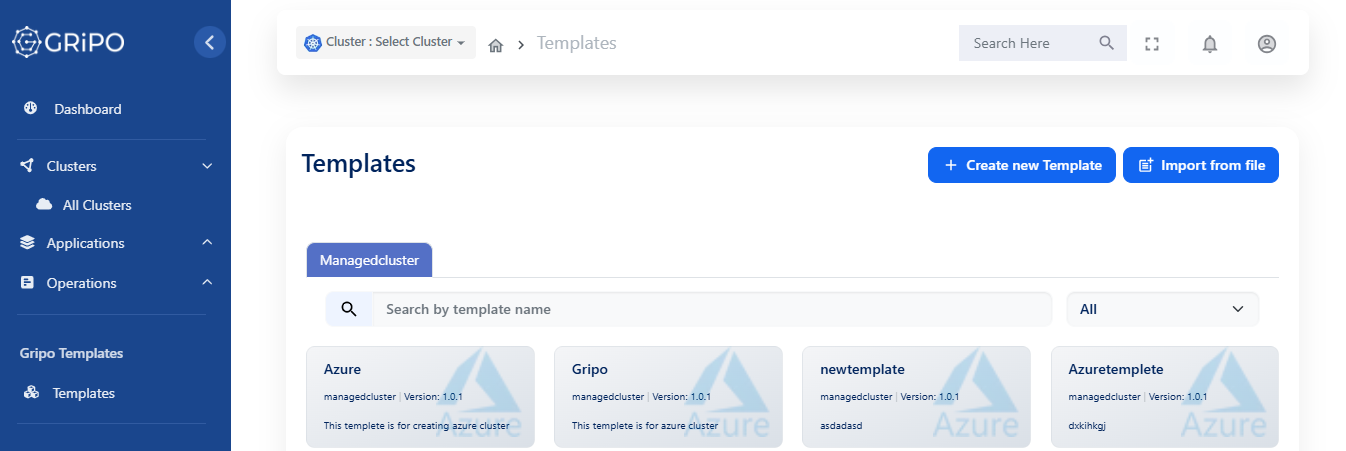 GRiPO
Cluster : Select Cluster
Templates
Search Here
Dashboard
Clusters
All Clusters
Applications
Operations
Gripo Templates
Templates
Templates
Create new Template
Import from file
Managedcluster
Search by template name
All
Azure
managedcluster | Version: 1.0.1
This templete is for creating azure cluster
Azure
Gripo
managedcluster | Version: 1.0.1
This templete is for azure cluster
Azure
newtemplate
managedcluster | Version: 1.0.1
asdadasd
Azure
Azuretemplete
managedcluster | Version: 1.0.1
dxkihkgj
Azure